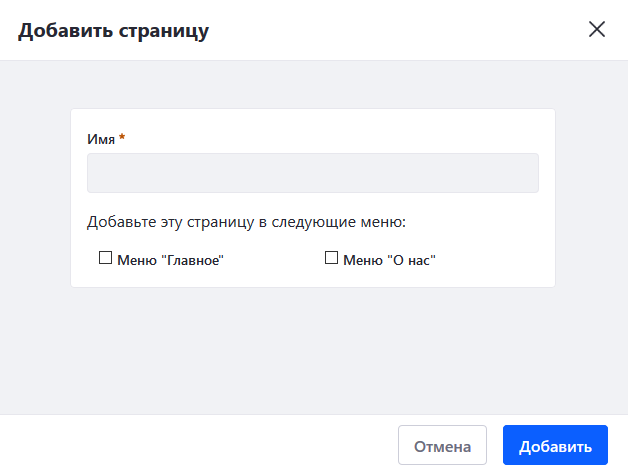 Добавить страницу
Имя *
Добавьте эту страницу в следующие меню:
Меню "Главное" Меню "О нас"
Отмена Добавить